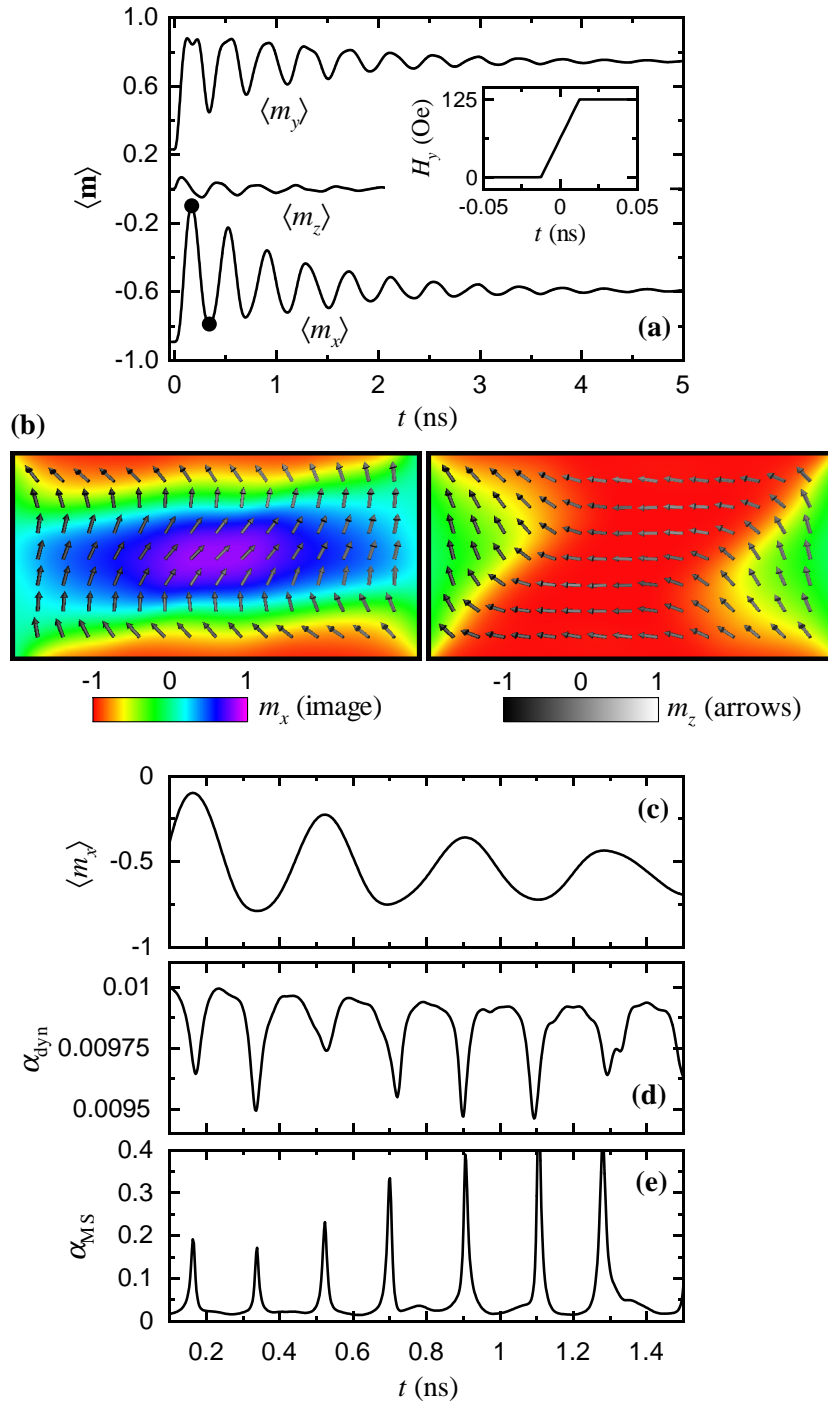 1.0
0.6
0.2
-0.2
-0.6
-1.0
⟨m⟩
⟨m_y⟩
⟨m_z⟩
⟨m_x⟩
125
0
H_y (Oe)
-0.05 0 0.05
t (ns)
(a)
0 1 2 3 4 5
t (ns)
(b)
-1 0 1
m_x (image)
-1 0 1
m_z (arrows)
0
-0.5
-1
⟨m_x⟩
(c)
0.01
0.00975
0.0095
α_dyn
(d)
0.4
0.3
0.2
0.1
0
α_MS
(e)
0.2 0.4 0.6 0.8 1 1.2 1.4
t (ns)